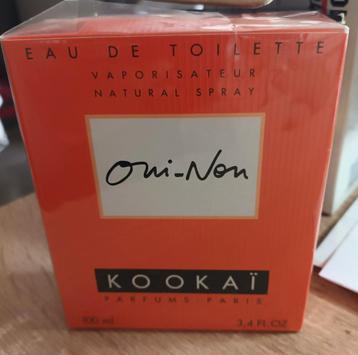 EAU DE TOILETTE
VAPORISATEUR
NATURAL SPRAY
Oui-Non
KOOKAÏ
PARFUMS·PARIS
100 ml 3,4 FL.OZ